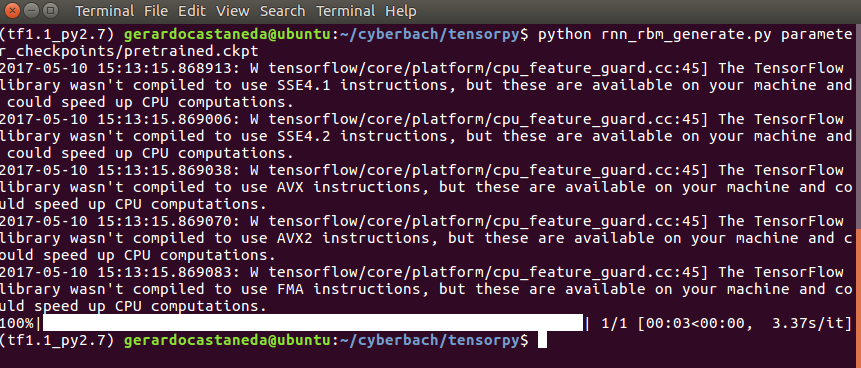 Terminal File Edit View Search Terminal Help
(tf1.1_py2.7) gerardocastaneda@ubuntu:~/cyberbach/tensorpy$ python rnn_rbm_generate.py paramete
r_checkpoints/pretrained.ckpt
2017-05-10 15:13:15.868913: W tensorflow/core/platform/cpu_feature_guard.cc:45] The TensorFlow
library wasn't compiled to use SSE4.1 instructions, but these are available on your machine and
 could speed up CPU computations.
2017-05-10 15:13:15.869006: W tensorflow/core/platform/cpu_feature_guard.cc:45] The TensorFlow
library wasn't compiled to use SSE4.2 instructions, but these are available on your machine and
 could speed up CPU computations.
2017-05-10 15:13:15.869038: W tensorflow/core/platform/cpu_feature_guard.cc:45] The TensorFlow
library wasn't compiled to use AVX instructions, but these are available on your machine and co
uld speed up CPU computations.
2017-05-10 15:13:15.869070: W tensorflow/core/platform/cpu_feature_guard.cc:45] The TensorFlow
library wasn't compiled to use AVX2 instructions, but these are available on your machine and c
ould speed up CPU computations.
2017-05-10 15:13:15.869083: W tensorflow/core/platform/cpu_feature_guard.cc:45] The TensorFlow
library wasn't compiled to use FMA instructions, but these are available on your machine and co
uld speed up CPU computations.
100%|██████████████████████████████| 1/1 [00:03<00:00,  3.37s/it]
(tf1.1_py2.7) gerardocastaneda@ubuntu:~/cyberbach/tensorpy$